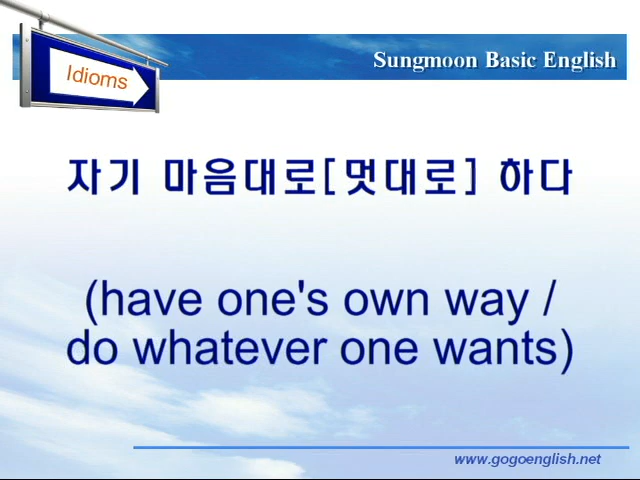 Idioms
Sungmoon Basic English
자기 마음대로[멋대로] 하다
(have one's own way /
do whatever one wants)
www.gogoenglish.net